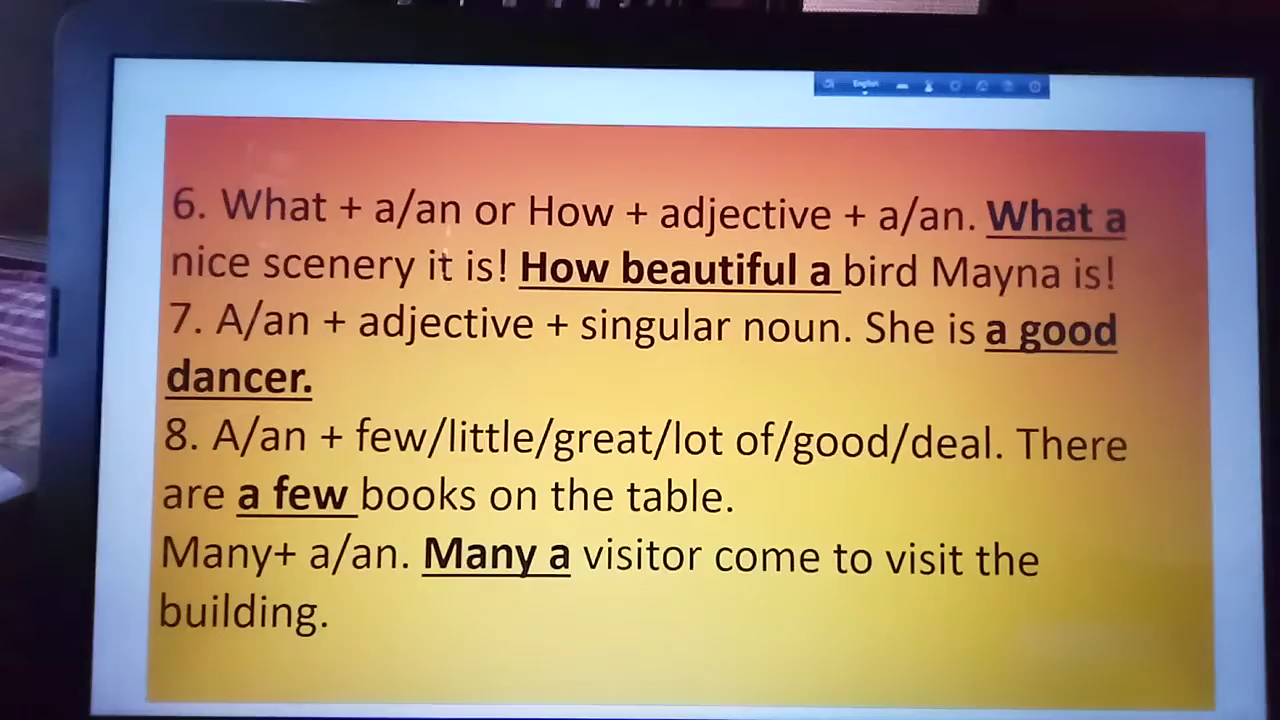 English
6. What + a/an or How + adjective + a/an. What a
nice scenery it is! How beautiful a bird Mayna is!
7. A/an + adjective + singular noun. She is a good
dancer.
8. A/an + few/little/great/lot of/good/deal. There
are a few books on the table.
Many+ a/an. Many a visitor come to visit the
building.